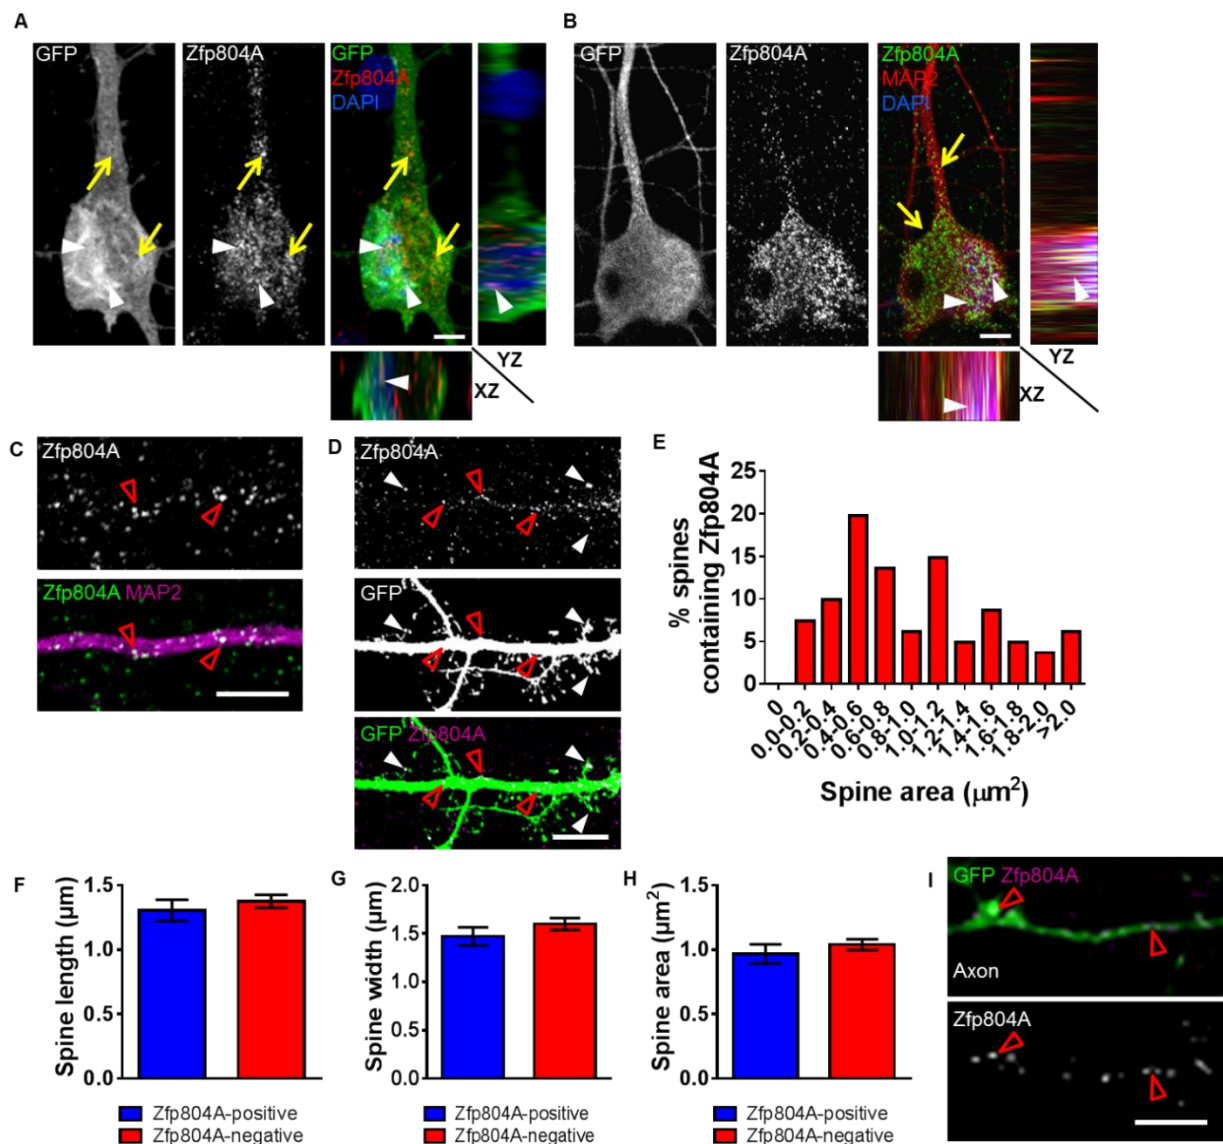 A
GFP
Zfp804A
GFP
Zfp804A
DAPI
YZ
XZ
B
GFP
Zfp804A
Zfp804A
MAP2
DAPI
YZ
XZ
C
Zfp804A
Zfp804A MAP2
D
Zfp804A
GFP
GFP Zfp804A
E
% spines
containing Zfp804A
25
20
15
10
5
0
0
0.0-0.2
0.2-0.4
0.4-0.6
0.6-0.8
0.8-1.0
1.0-1.2
1.2-1.4
1.4-1.6
1.6-1.8
1.8-2.0
>2.0
Spine area (μm²)
F
Spine length (μm)
1.5
1.0
0.5
0.0
Zfp804A-positive
Zfp804A-negative
G
Spine width (μm)
2.0
1.5
1.0
0.5
0.0
Zfp804A-positive
Zfp804A-negative
H
Spine area (μm²)
1.5
1.0
0.5
0.0
Zfp804A-positive
Zfp804A-negative
I
GFP Zfp804A
Axon
Zfp804A